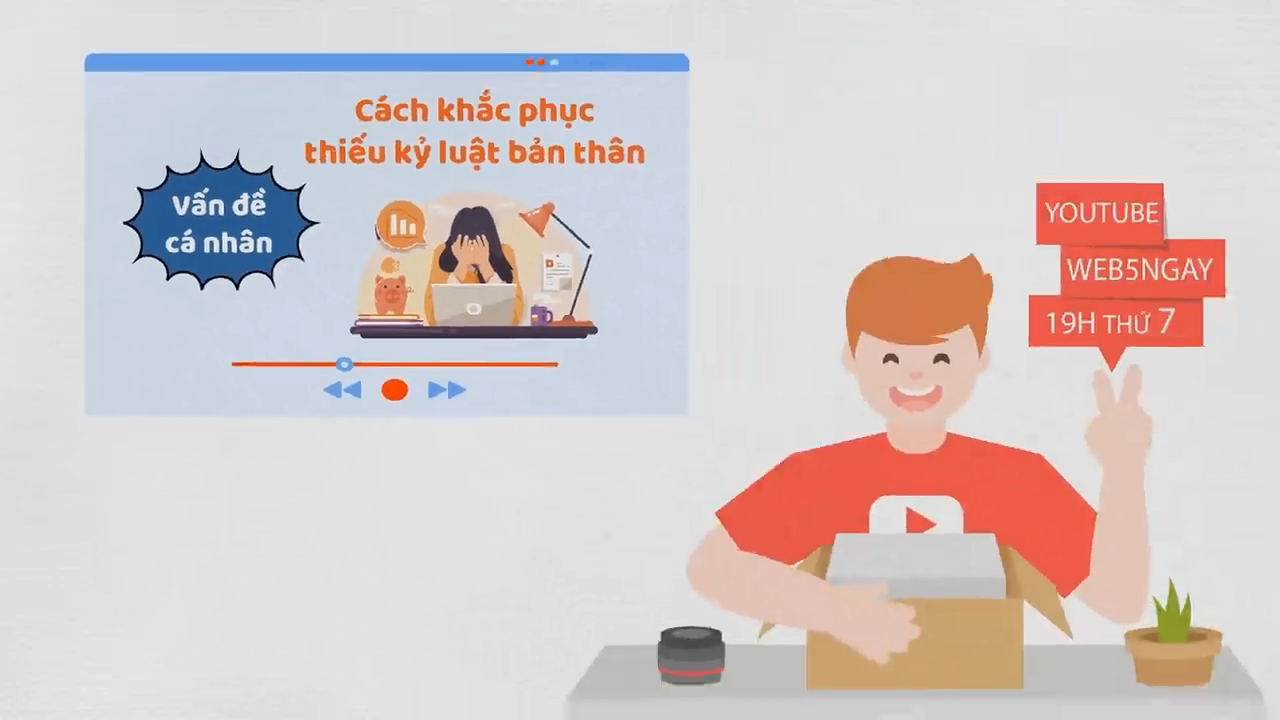 Cách khắc phục
thiếu kỷ luật bản thân
Vấn đề
cá nhân
YOUTUBE
WEB5NGAY
19H THỨ 7